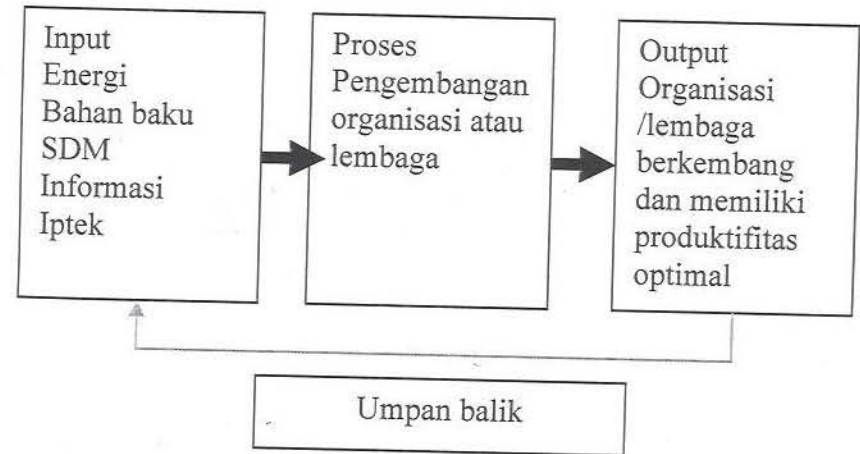 Input
Energi
Bahan baku
SDM
Informasi
Iptek
Proses
Pengembangan
organisasi atau
lembaga
Output
Organisasi
/lembaga
berkembang
dan memiliki
produktifitas
optimal
Umpan balik